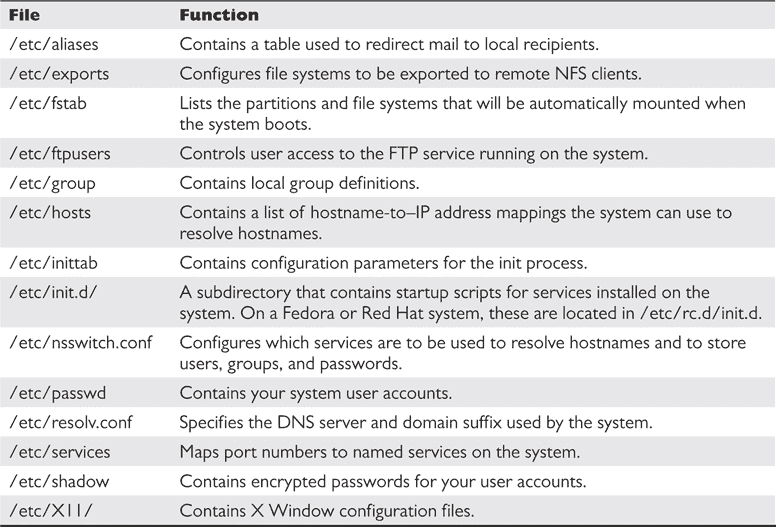 File Function
/etc/aliases Contains a table used to redirect mail to local recipients.
/etc/exports Configures file systems to be exported to remote NFS clients.
/etc/fstab Lists the partitions and file systems that will be automatically mounted when
the system boots.
/etc/ftpusers Controls user access to the FTP service running on the system.
/etc/group Contains local group definitions.
/etc/hosts Contains a list of hostname-to–IP address mappings the system can use to
resolve hostnames.
/etc/inittab Contains configuration parameters for the init process.
/etc/init.d/ A subdirectory that contains startup scripts for services installed on the
system. On a Fedora or Red Hat system, these are located in /etc/rc.d/init.d.
/etc/nsswitch.conf Configures which services are to be used to resolve hostnames and to store
users, groups, and passwords.
/etc/passwd Contains your system user accounts.
/etc/resolv.conf Specifies the DNS server and domain suffix used by the system.
/etc/services Maps port numbers to named services on the system.
/etc/shadow Contains encrypted passwords for your user accounts.
/etc/X11/ Contains X Window configuration files.